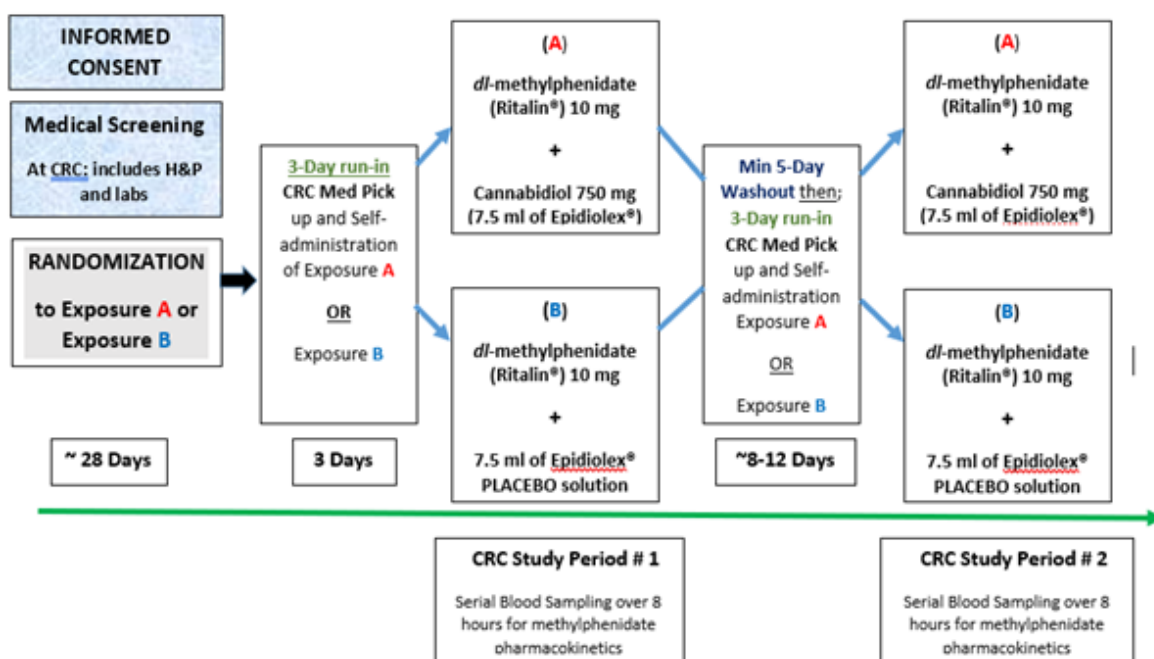 INFORMED
CONSENT
Medical Screening
At CRC: includes H&P
and labs
RANDOMIZATION
to Exposure A or
Exposure B
~ 28 Days
3-Day run-in
CRC Med Pick
up and Self-
administration
of Exposure A
OR
Exposure B
3 Days
(A)
dl-methylphenidate
(Ritalin®) 10 mg
+
Cannabidiol 750 mg
(7.5 ml of Epidiolex®)
(B)
dl-methylphenidate
(Ritalin®) 10 mg
+
7.5 ml of Epidiolex®
PLACEBO solution
Min 5-Day
Washout then;
3-Day run-in
CRC Med Pick
up and Self-
administration
Exposure A
OR
Exposure B
~8-12 Days
(A)
dl-methylphenidate
(Ritalin®) 10 mg
+
Cannabidiol 750 mg
(7.5 ml of Epidiolex®)
(B)
dl-methylphenidate
(Ritalin®) 10 mg
+
7.5 ml of Epidiolex®
PLACEBO solution
CRC Study Period # 1
Serial Blood Sampling over 8
hours for methylphenidate
pharmacokinetics
CRC Study Period # 2
Serial Blood Sampling over 8
hours for methylphenidate
pharmacokinetics